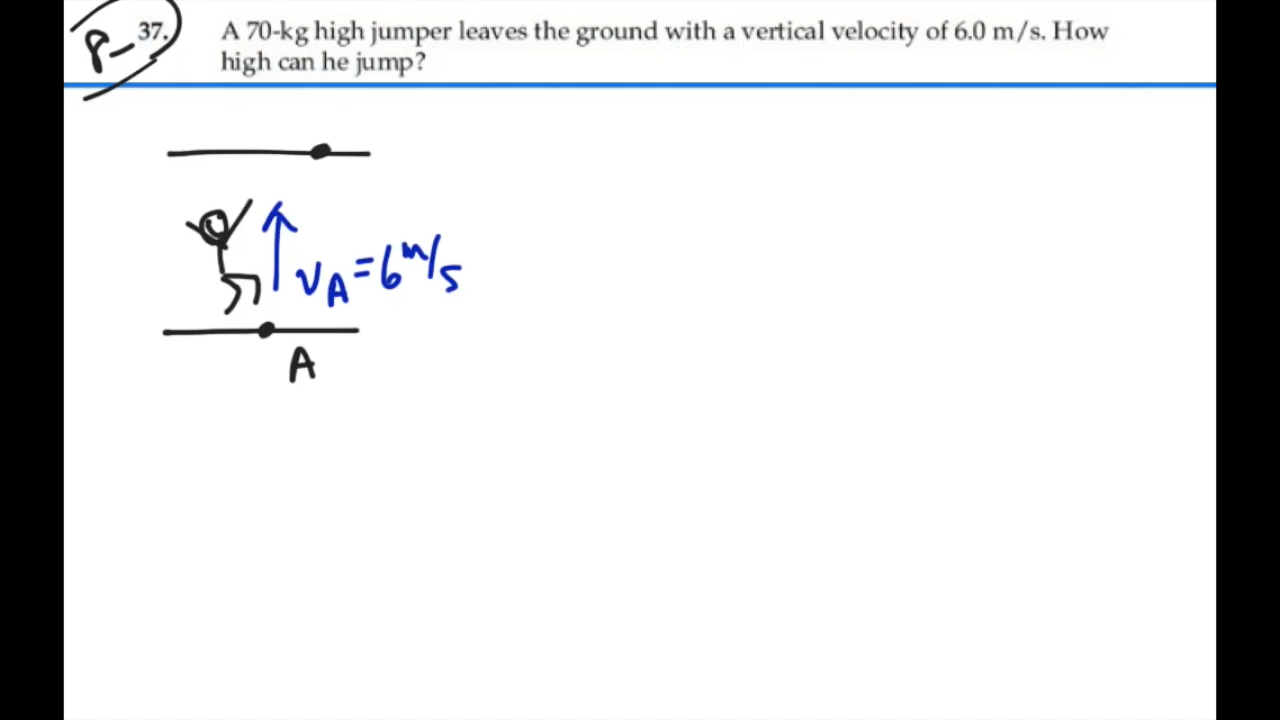 P-37. A 70-kg high jumper leaves the ground with a vertical velocity of 6.0 m/s. How
high can he jump?
vA = 6 m/s
A